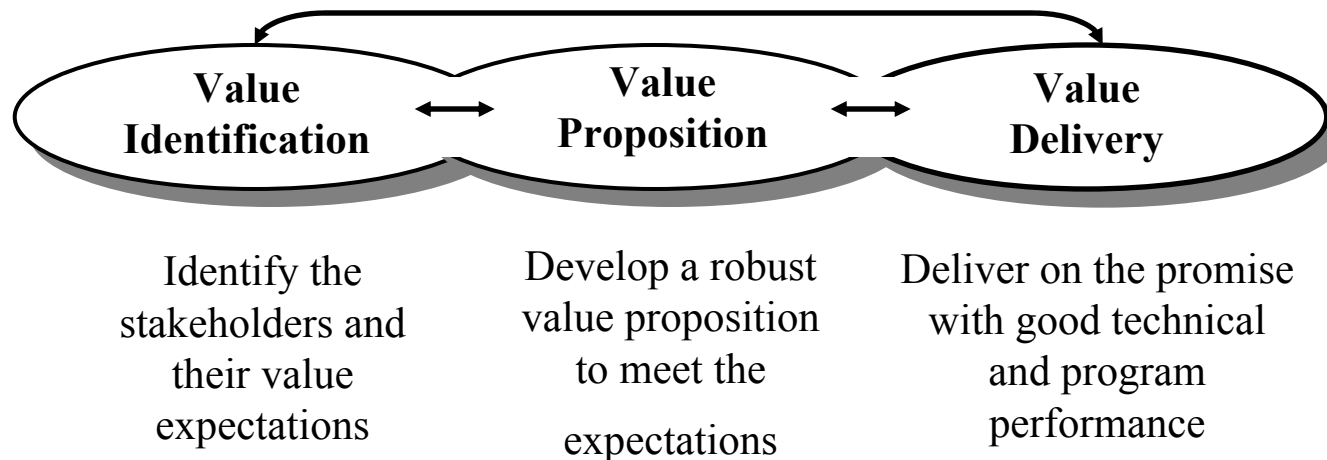 Value
Identification
Value
Proposition
Value
Delivery
Identify the
stakeholders and
their value
expectations
Develop a robust
value proposition
to meet the
expectations
Deliver on the promise
with good technical
and program
performance